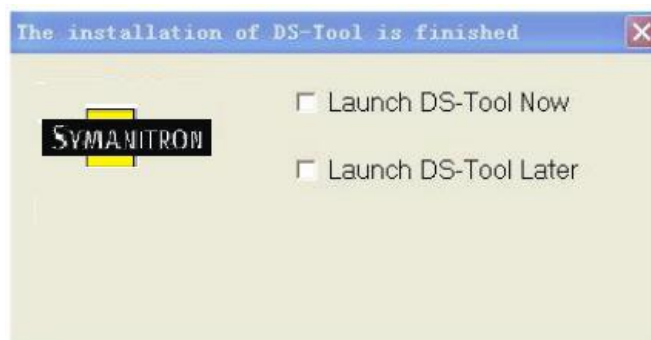 The installation of DS-Tool is finished
SYMANITRON
Launch DS-Tool Now
Launch DS-Tool Later